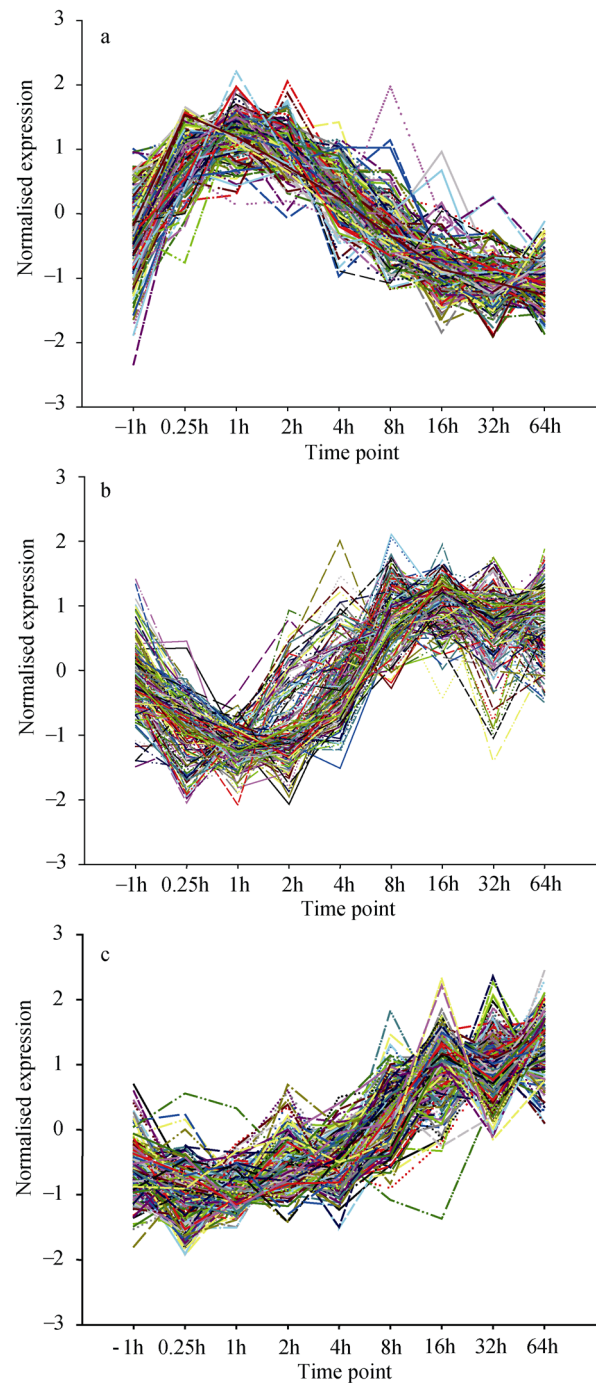 a
3
2
1
0
−1
−2
−3
Normalised expression
−1h 0.25h 1h 2h 4h 8h 16h 32h 64h
Time point
b
3
2
1
0
−1
−2
−3
Normalised expression
−1h 0.25h 1h 2h 4h 8h 16h 32h 64h
Time point
c
3
2
1
0
−1
−2
−3
Normalised expression
-1h 0.25h 1h 2h 4h 8h 16h 32h 64h
Time point